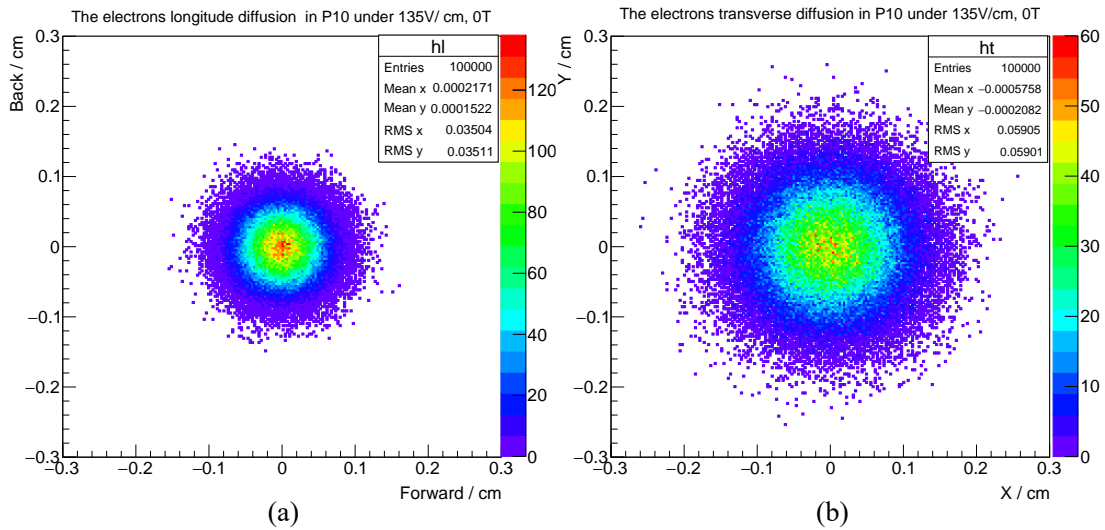 The electrons longitude diffusion in P10 under 135V/ cm, 0T
Back / cm
0.3
0.2
0.1
0
−0.1
−0.2
−0.3
−0.3 −0.2 −0.1 0 0.1 0.2 0.3
Forward / cm
hl
Entries 100000
Mean x 0.0002171
Mean y 0.0001522
RMS x 0.03504
RMS y 0.03511
120
100
80
60
40
20
0
(a)
The electrons transverse diffusion in P10 under 135V/cm, 0T
Y / cm
0.3
0.2
0.1
0
−0.1
−0.2
−0.3
−0.3 −0.2 −0.1 0 0.1 0.2 0.3
X / cm
ht
Entries 100000
Mean x −0.0005758
Mean y −0.0002082
RMS x 0.05905
RMS y 0.05901
60
50
40
30
20
10
0
(b)